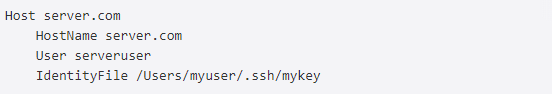 Host server.com
    HostName server.com
    User serveruser
    IdentityFile /Users/myuser/.ssh/mykey